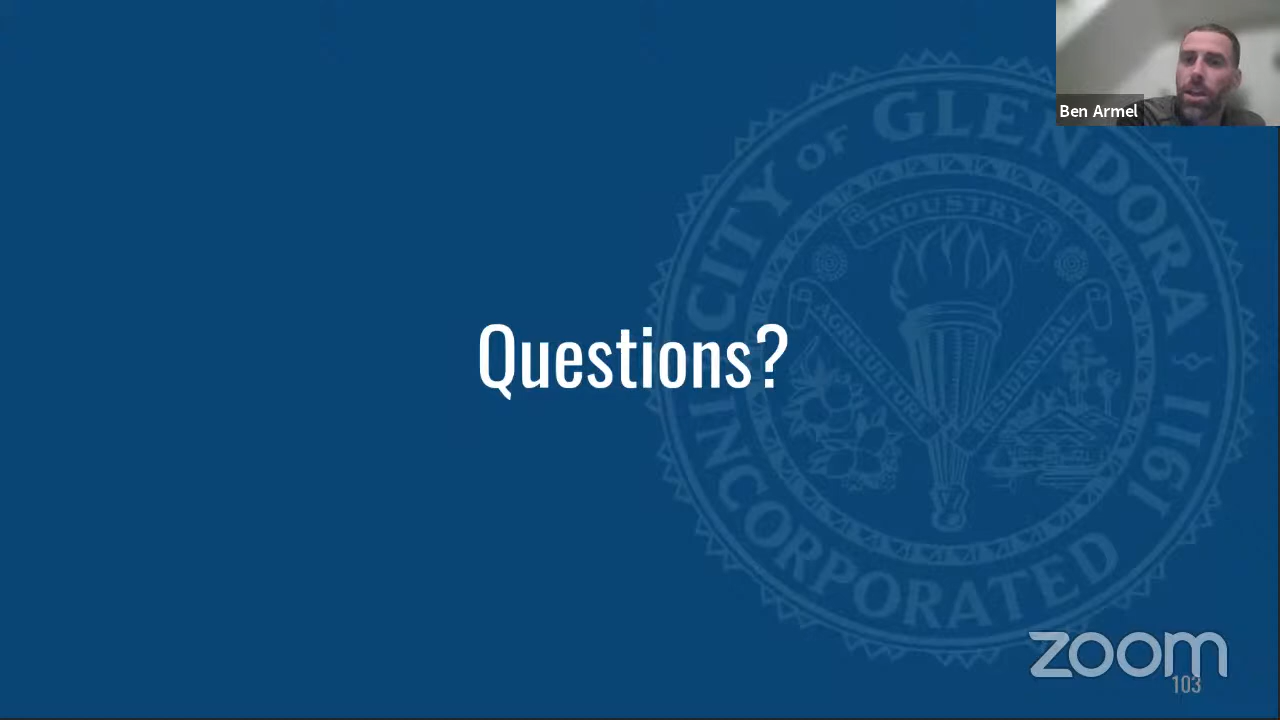 Ben Armel
CITY OF GLENDORA
INDUSTRY
AGRICULTURE
RESIDENTIAL
Questions?
INCORPORATED 1911
zoom
103